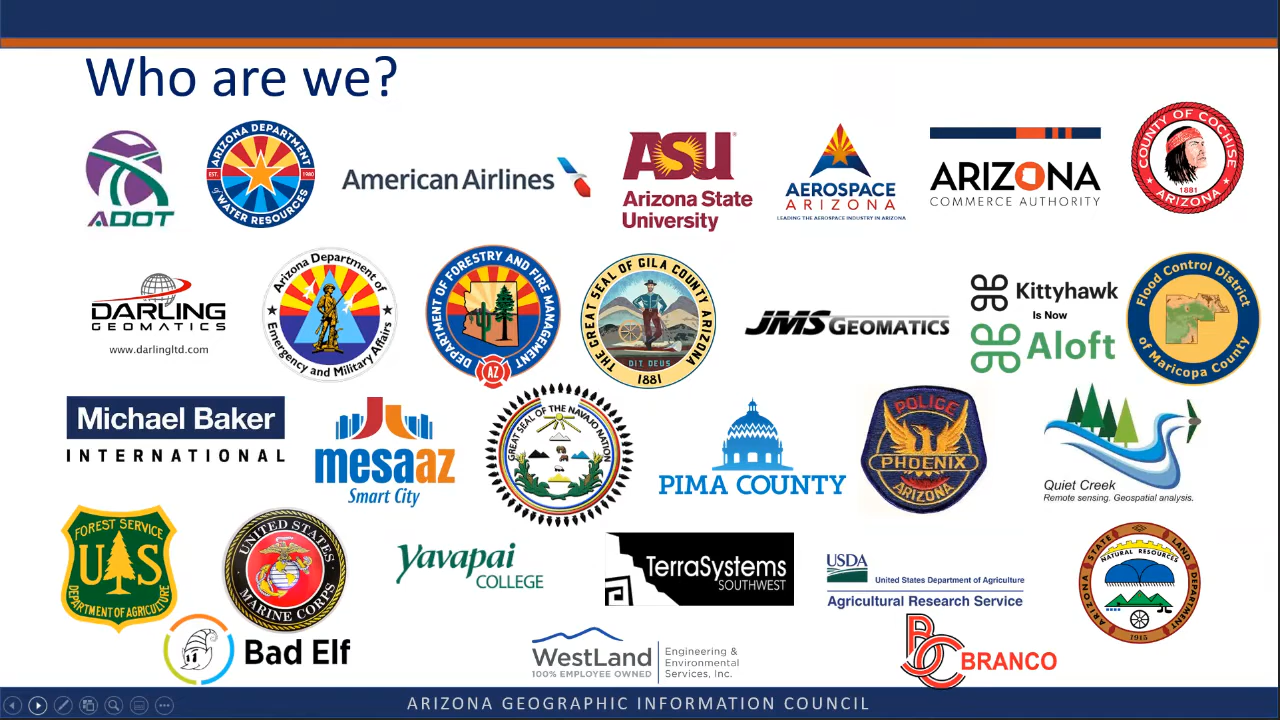 Who are we?
ADOT
ARIZONA DEPARTMENT
EST. 1980
of WATER RESOURCES
American Airlines
ASU
Arizona State
University
AEROSPACE
ARIZONA
LEADING THE AEROSPACE INDUSTRY IN ARIZONA
ARIZONA
COMMERCE AUTHORITY
COUNTY OF COCHISE
1881
ARIZONA
DARLING
GEOMATICS
www.darlingltd.com
Arizona Department of
Emergency and Military Affairs
DEPARTMENT OF FORESTRY AND FIRE MANAGEMENT
AZ
THE GREAT SEAL OF GILA COUNTY ARIZONA
DIT DEUS
1881
JMS GEOMATICS
Kittyhawk
Is Now
Aloft
Flood Control District
of Maricopa County
Michael Baker
INTERNATIONAL
mesaaz
Smart City
GREAT SEAL OF THE NAVAJO NATION
PIMA COUNTY
POLICE
PHOENIX
ARIZONA
Quiet Creek
Remote sensing. Geospatial analysis.
FOREST SERVICE
US
DEPARTMENT OF AGRICULTURE
UNITED STATES
MARINE CORPS
Yavapai
COLLEGE
TerraSystems
SOUTHWEST
USDA
United States Department of Agriculture
Agricultural Research Service
ARIZONA STATE LAND DEPARTMENT
NATURAL RESOURCES
1915
Bad Elf
WestLand
100% EMPLOYEE OWNED
Engineering &
Environmental
Services, Inc.
BC BRANCO
ARIZONA GEOGRAPHIC INFORMATION COUNCIL